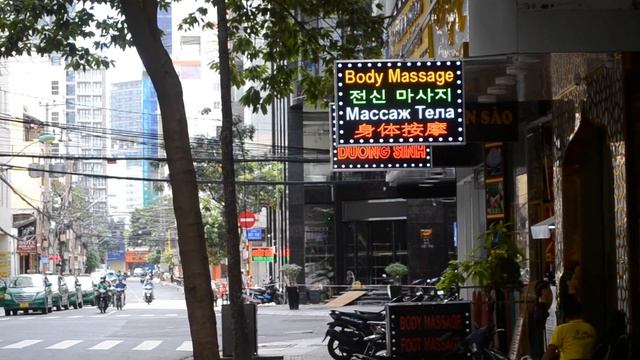 Body Massage
전신 마사지
Массаж Тела
身体按摩
DƯỠNG SINH
BODY MASSAGE
FOOT MASSAGE